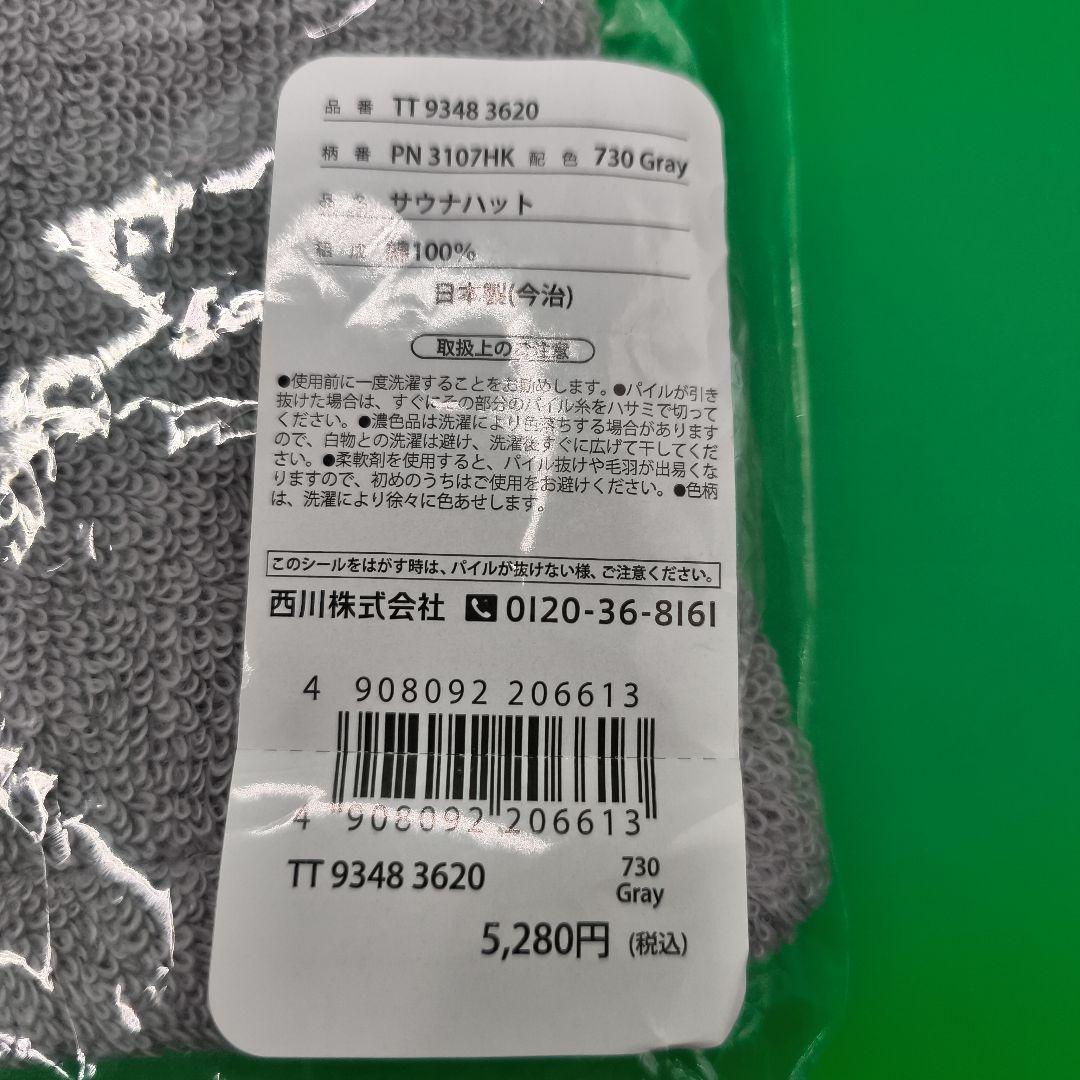 品番 TT 9348 3620
柄番 PN 3107HK 配色 730 Gray
品名 サウナハット
組成 綿100%
日本製(今治)
取扱上のご注意
●使用前に一度洗濯することをお勧めします。●パイルが引き
抜けた場合は、すぐにその部分のパイル糸をハサミで切って
ください。●濃色品は洗濯により色落ちする場合があります
ので、白物との洗濯は避け、洗濯後すぐに広げて干してくだ
さい。●柔軟剤を使用すると、パイル抜けや毛羽が出易くな
りますので、初めのうちはご使用をお避けください。●色柄
は、洗濯により徐々に色あせします。
このシールをはがす時は、パイルが抜けない様、ご注意ください。
西川株式会社 0120-36-8161
4 908092 206613
4 908092 206613
TT 9348 3620 730
Gray
5,280円 (税込)